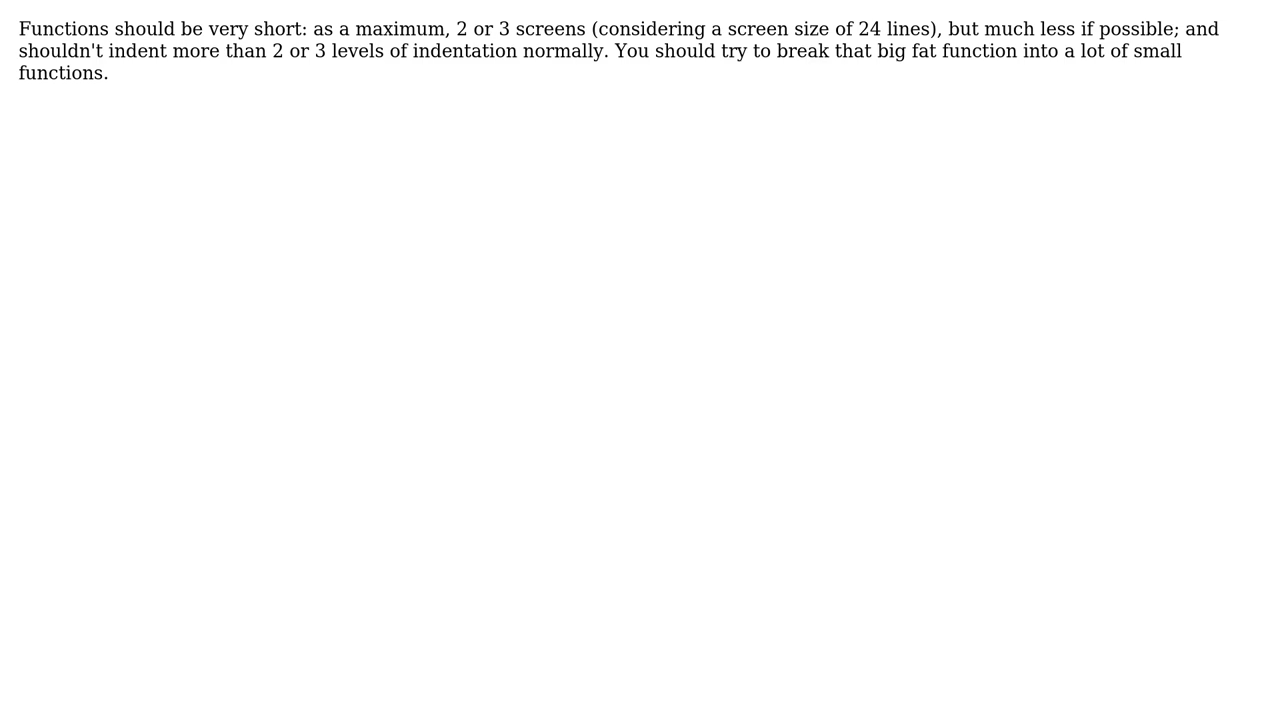 Functions should be very short: as a maximum, 2 or 3 screens (considering a screen size of 24 lines), but much less if possible; and
shouldn't indent more than 2 or 3 levels of indentation normally. You should try to break that big fat function into a lot of small
functions.